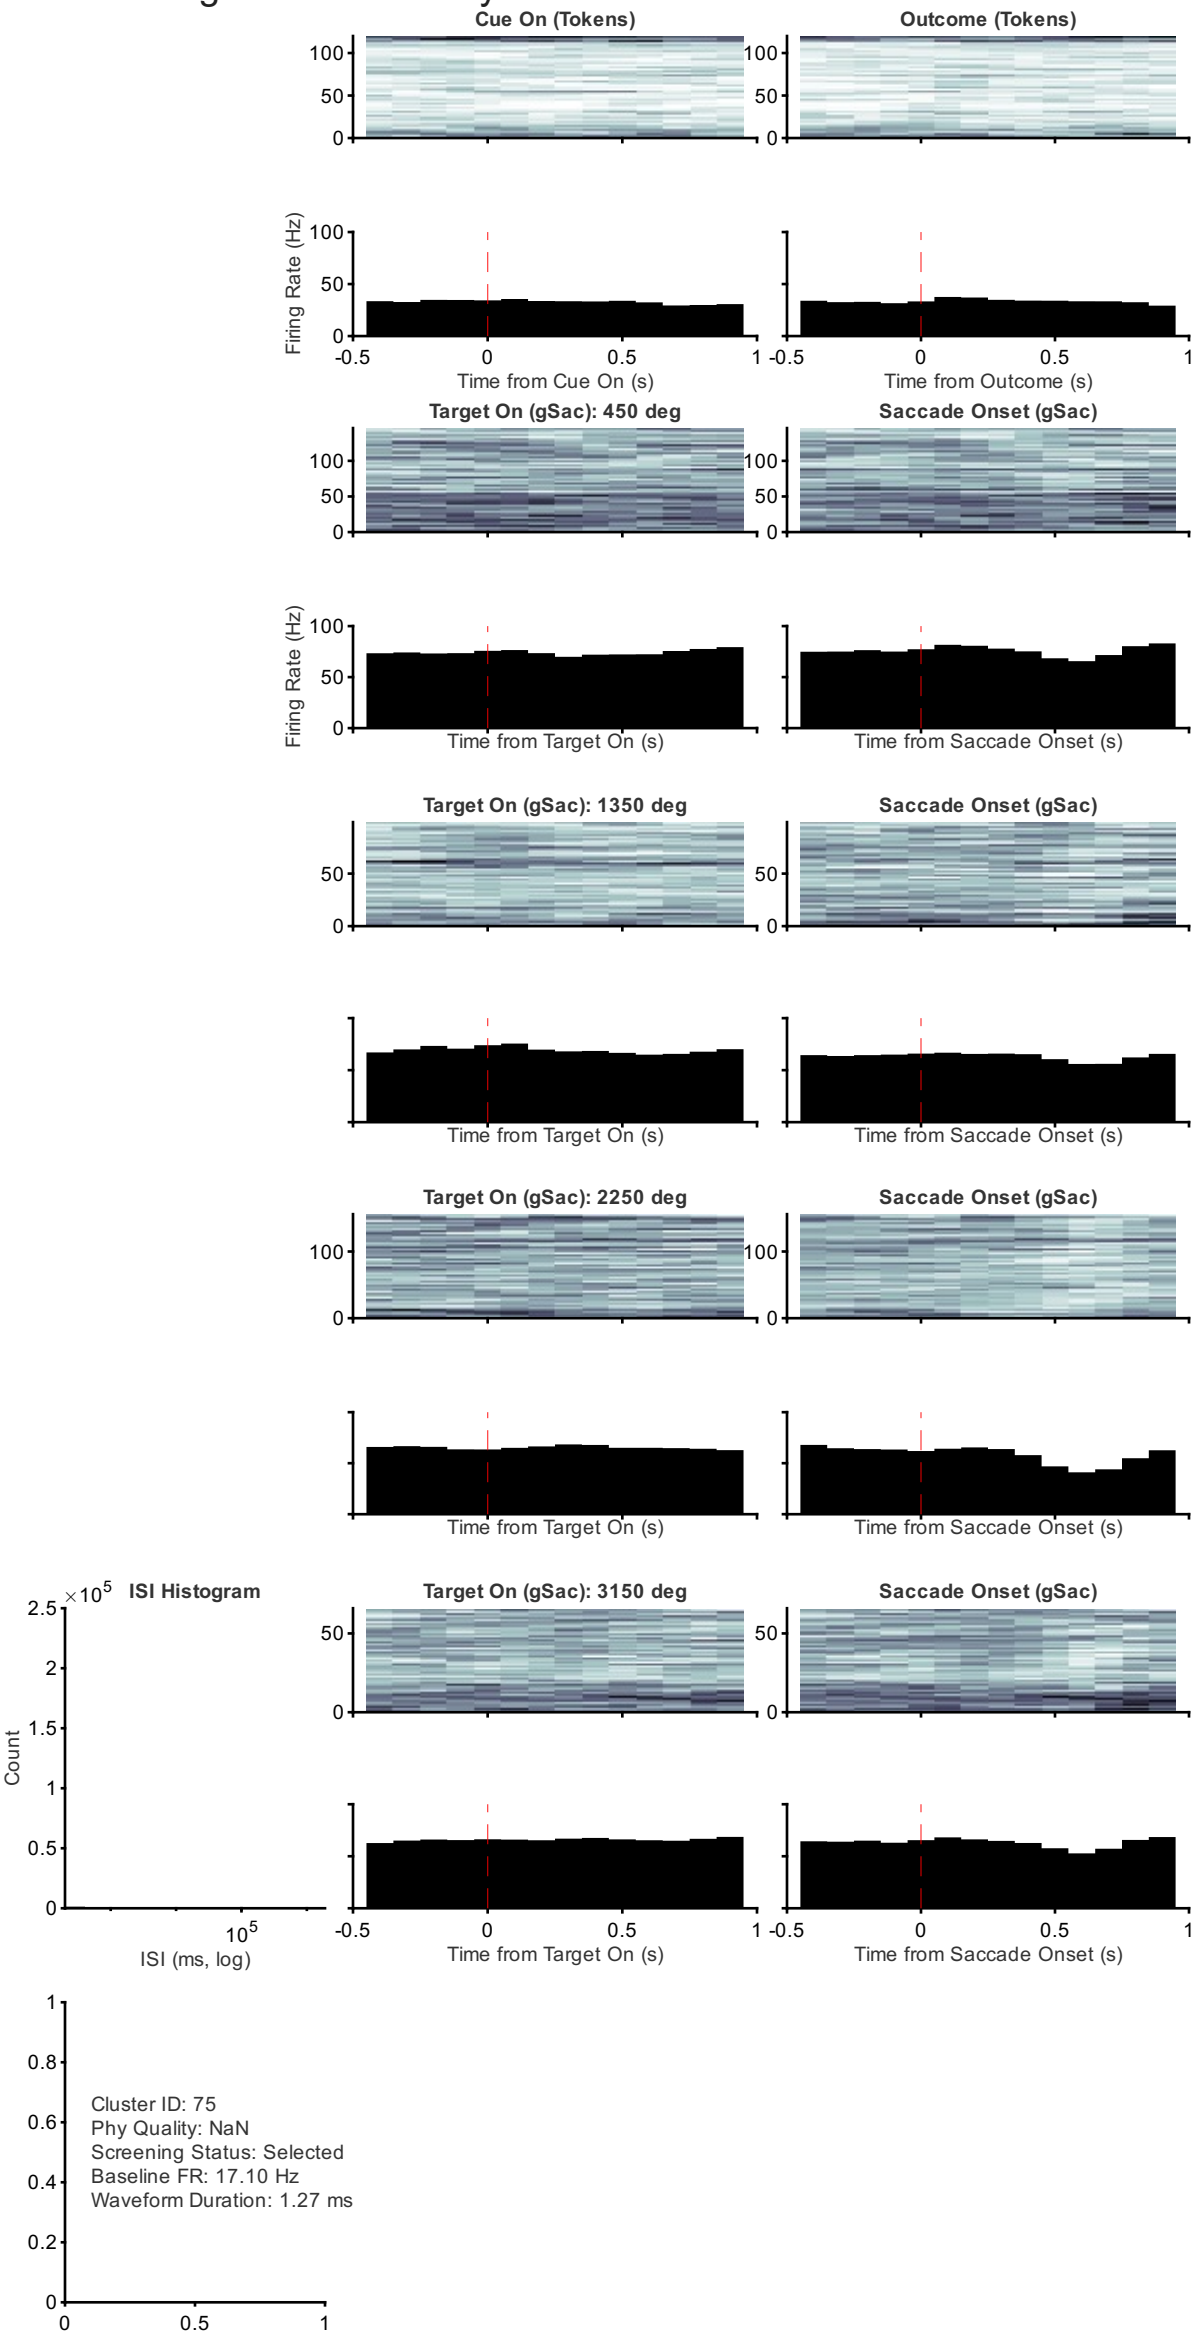 Cue On (Tokens)
Outcome (Tokens)
100
50
0
100
50
0
Firing Rate (Hz)
100
50
0
-0.5
0
0.5
1
-0.5
0
0.5
1
Time from Cue On (s)
Time from Outcome (s)
Target On (gSac): 450 deg
Saccade Onset (gSac)
100
50
0
100
50
0
Firing Rate (Hz)
100
50
0
Time from Target On (s)
Time from Saccade Onset (s)
Target On (gSac): 1350 deg
Saccade Onset (gSac)
50
0
50
0
Time from Target On (s)
Time from Saccade Onset (s)
Target On (gSac): 2250 deg
Saccade Onset (gSac)
100
0
100
0
Time from Target On (s)
Time from Saccade Onset (s)
×10^5
ISI Histogram
Target On (gSac): 3150 deg
Saccade Onset (gSac)
2.5
2
1.5
1
0.5
0
Count
10^5
ISI (ms, log)
50
0
50
0
-0.5
0
0.5
1
-0.5
0
0.5
1
Time from Target On (s)
Time from Saccade Onset (s)
1
0.8
0.6
0.4
0.2
0
Cluster ID: 75
Phy Quality: NaN
Screening Status: Selected
Baseline FR: 17.10 Hz
Waveform Duration: 1.27 ms
0
0.5
1